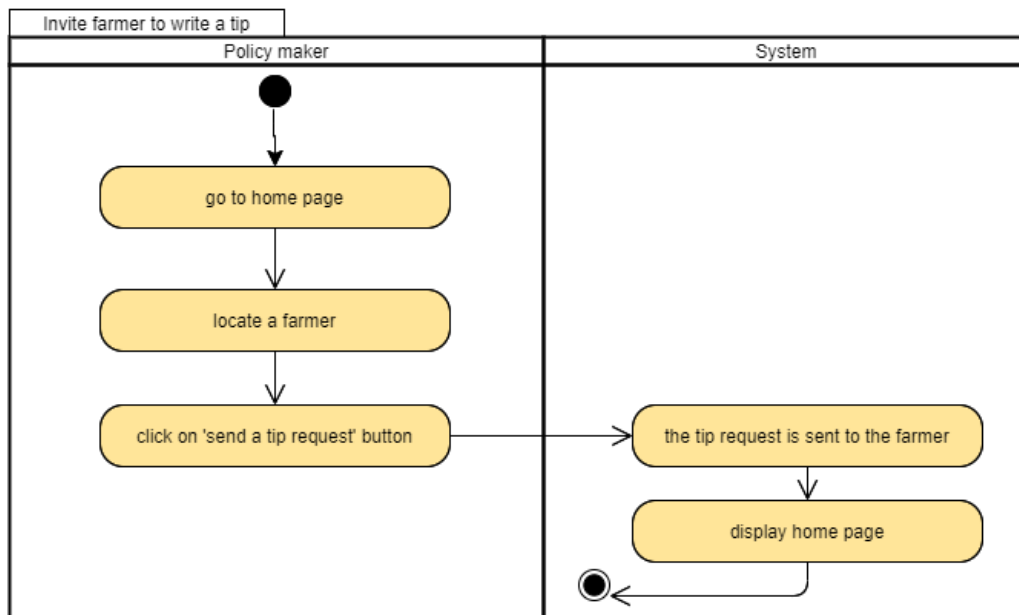 Invite farmer to write a tip
Policy maker
System
go to home page
locate a farmer
click on 'send a tip request' button
the tip request is sent to the farmer
display home page